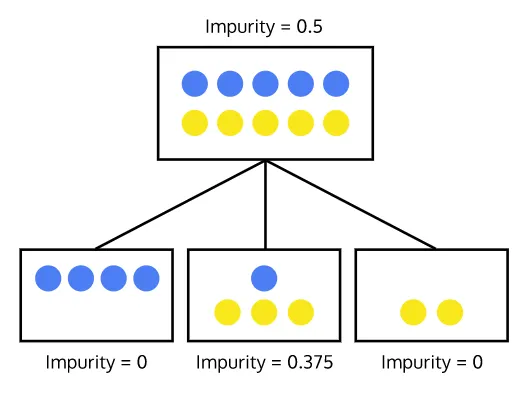 Impurity = 0.5
Impurity = 0
Impurity = 0.375
Impurity = 0